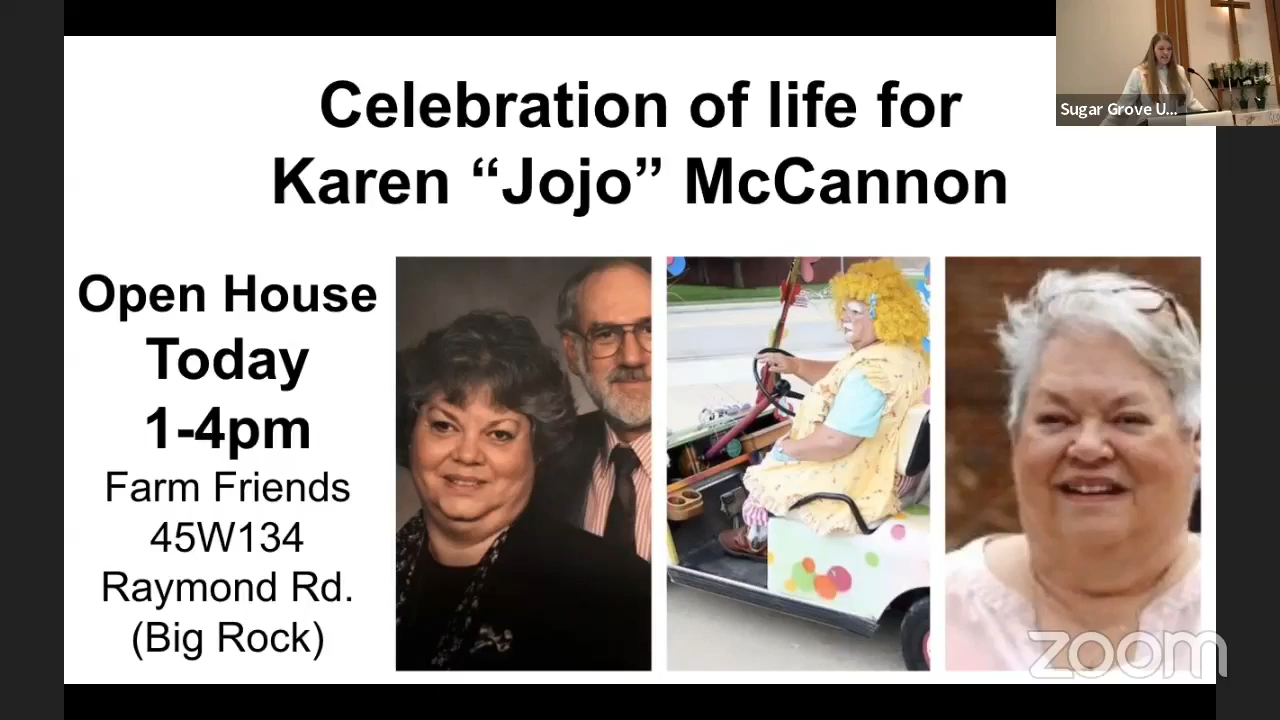 Celebration of life for
Karen “Jojo” McCannon
Open House
Today
1-4pm
Farm Friends
45W134
Raymond Rd.
(Big Rock)
Sugar Grove U...
zoom